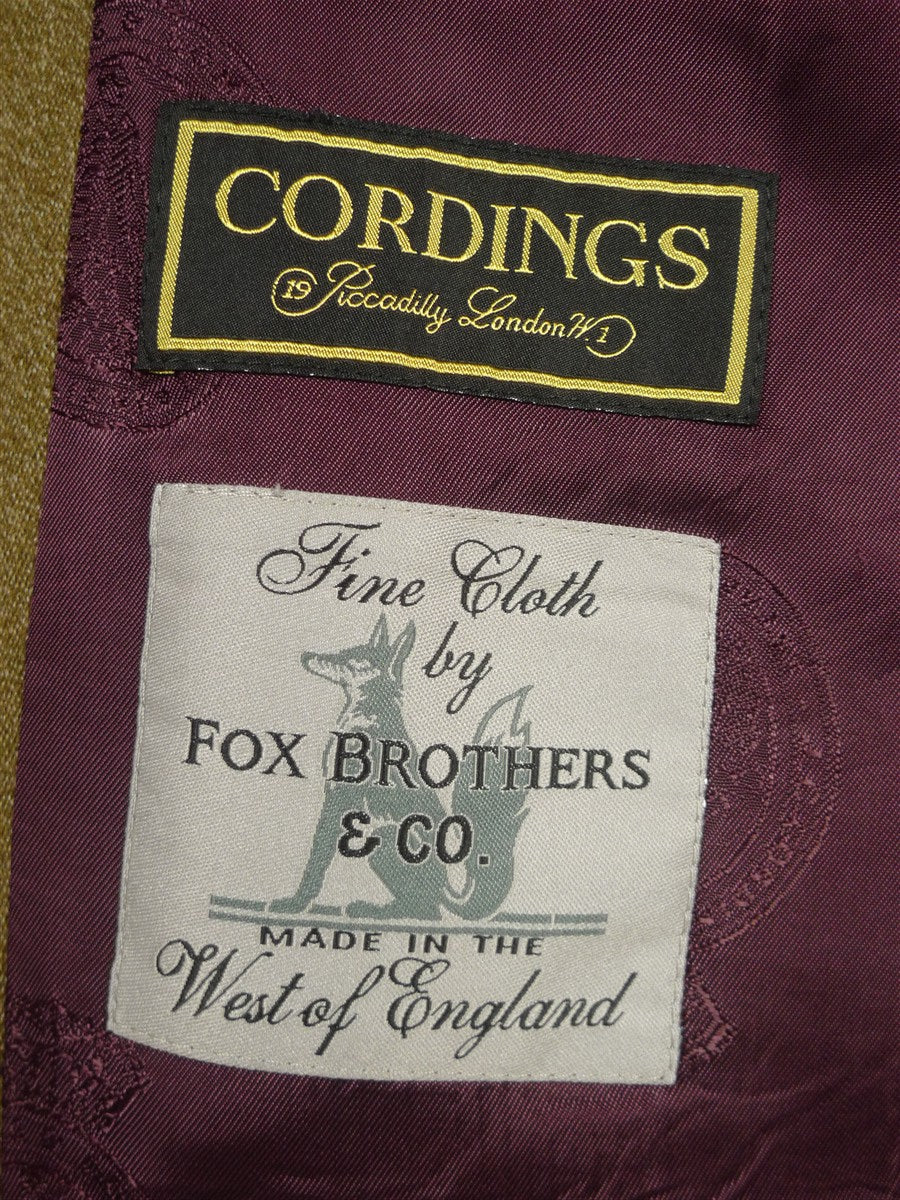 CORDINGS
19 Piccadilly London W.1
Fine Cloth
by
FOX BROTHERS
& CO.
MADE IN THE
West of England